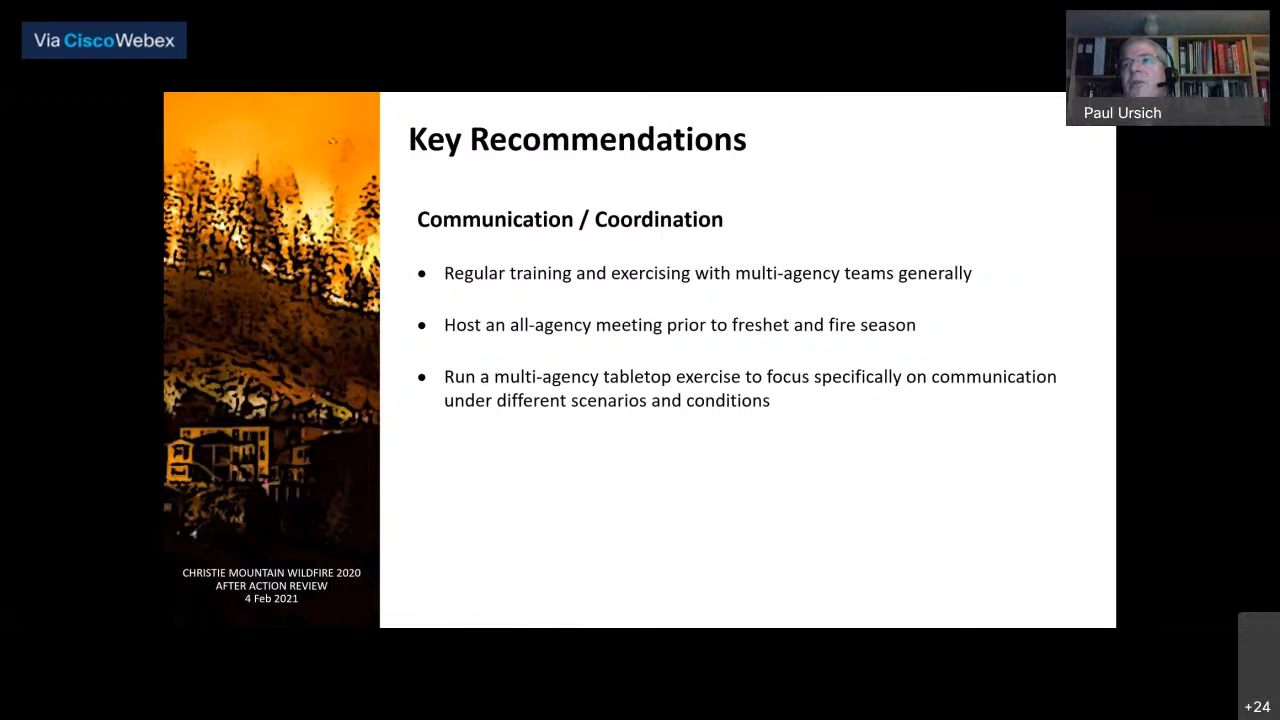 Via Cisco Webex
Paul Ursich
Key Recommendations
Communication / Coordination
• Regular training and exercising with multi-agency teams generally
• Host an all-agency meeting prior to freshet and fire season
• Run a multi-agency tabletop exercise to focus specifically on communication
under different scenarios and conditions
CHRISTIE MOUNTAIN WILDFIRE 2020
AFTER ACTION REVIEW
4 Feb 2021
+24